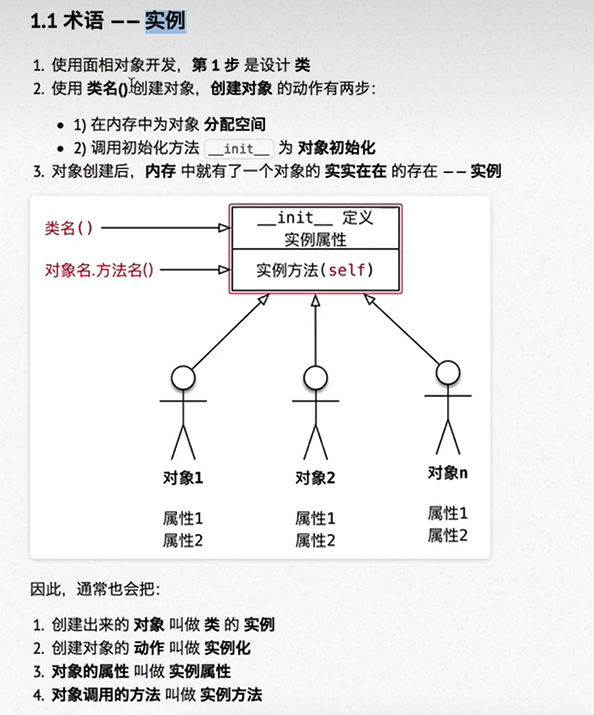 1.1 术语 —— 实例
1. 使用面相对象开发，第 1 步 是设计 类
2. 使用 类名() 创建对象，创建对象 的动作有两步：
• 1) 在内存中为对象 分配空间
• 2) 调用初始化方法 __init__ 为 对象初始化
3. 对象创建后，内存 中就有了一个对象的 实实在在 的存在 —— 实例
类名()
__init__ 定义
实例属性
对象名.方法名()
实例方法(self)
对象1
对象2
对象n
属性1
属性1
属性1
属性2
属性2
属性2
因此，通常也会把：
1. 创建出来的 对象 叫做 类 的 实例
2. 创建对象的 动作 叫做 实例化
3. 对象的属性 叫做 实例属性
4. 对象调用的方法 叫做 实例方法